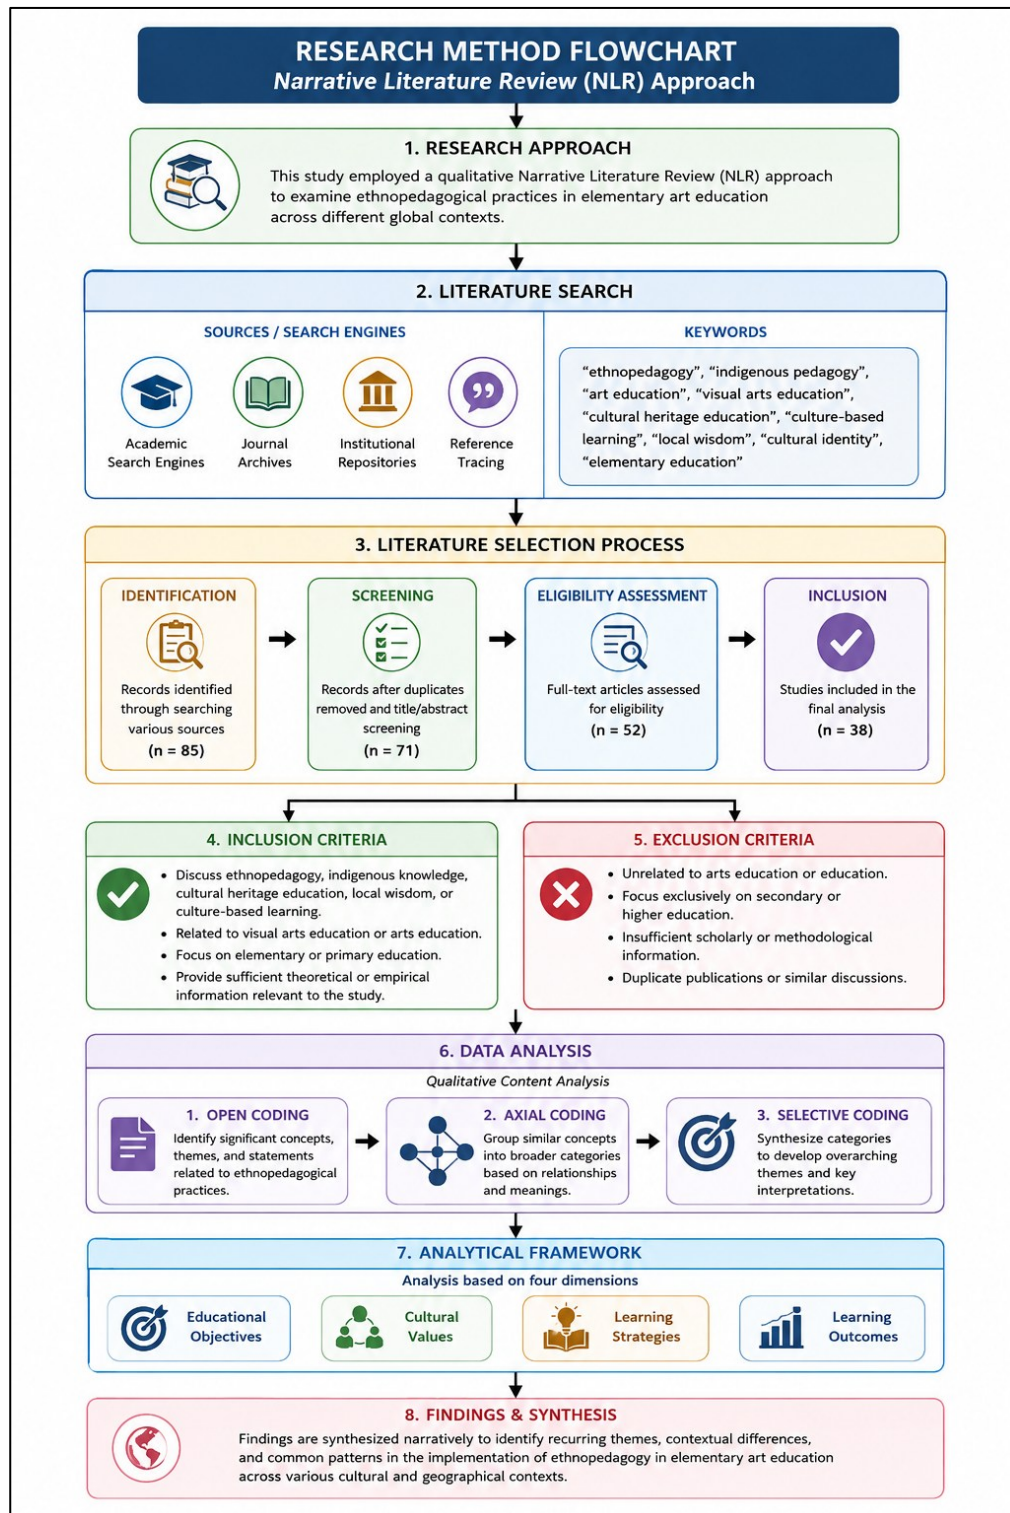 RESEARCH METHOD FLOWCHART
Narrative Literature Review (NLR) Approach
1. RESEARCH APPROACH
This study employed a qualitative Narrative Literature Review (NLR) approach
to examine ethnopedagogical practices in elementary art education
across different global contexts.
2. LITERATURE SEARCH
SOURCES / SEARCH ENGINES
Academic
Search Engines
Journal
Archives
Institutional
Repositories
Reference
Tracing
KEYWORDS
“ethnopedagogy”, “indigenous pedagogy”,
“art education”, “visual arts education”,
“cultural heritage education”, “culture-based
learning”, “local wisdom”, “cultural identity”,
“elementary education”
3. LITERATURE SELECTION PROCESS
IDENTIFICATION
Records identified
through searching
various sources
(n = 85)
SCREENING
Records after duplicates
removed and title/abstract
screening
(n = 71)
ELIGIBILITY ASSESSMENT
Full-text articles assessed
for eligibility
(n = 52)
INCLUSION
Studies included in the
final analysis
(n = 38)
4. INCLUSION CRITERIA
• Discuss ethnopedagogy, indigenous knowledge,
cultural heritage education, local wisdom, or
culture-based learning.
• Related to visual arts education or arts education.
• Focus on elementary or primary education.
• Provide sufficient theoretical or empirical
information relevant to the study.
5. EXCLUSION CRITERIA
• Unrelated to arts education or education.
• Focus exclusively on secondary or
higher education.
• Insufficient scholarly or methodological
information.
• Duplicate publications or similar discussions.
6. DATA ANALYSIS
Qualitative Content Analysis
1. OPEN CODING
Identify significant concepts,
themes, and statements
related to ethnopedagogical
practices.
2. AXIAL CODING
Group similar concepts
into broader categories
based on relationships
and meanings.
3. SELECTIVE CODING
Synthesize categories
to develop overarching
themes and key
interpretations.
7. ANALYTICAL FRAMEWORK
Analysis based on four dimensions
Educational
Objectives
Cultural
Values
Learning
Strategies
Learning
Outcomes
8. FINDINGS & SYNTHESIS
Findings are synthesized narratively to identify recurring themes, contextual differences,
and common patterns in the implementation of ethnopedagogy in elementary art education
across various cultural and geographical contexts.